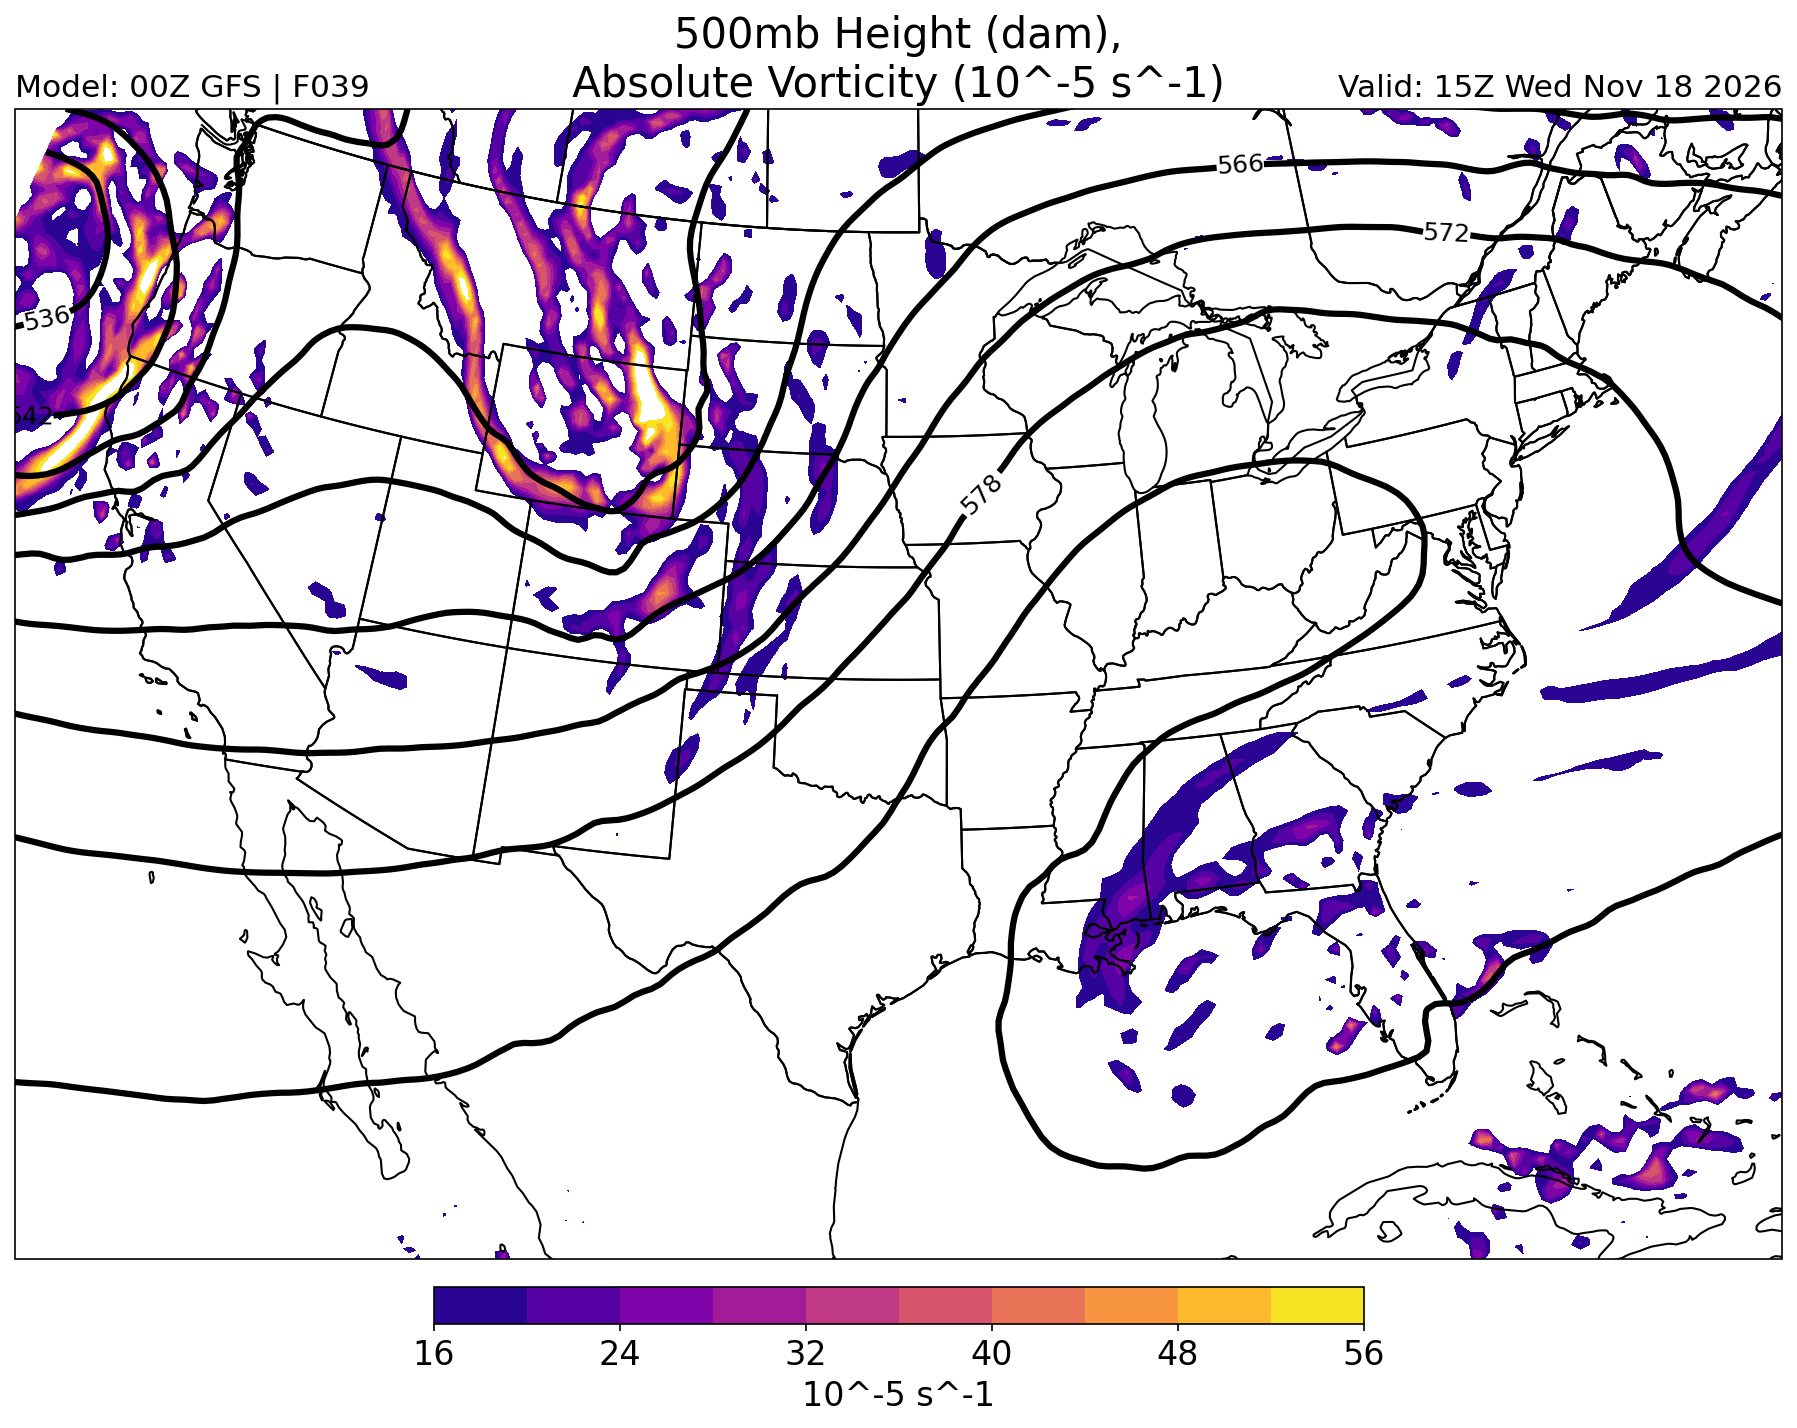 500mb Height (dam),
Model: 00Z GFS | F039
Absolute Vorticity (10^-5 s^-1)
Valid: 15Z Wed Nov 18 2026
566
572
536
542
578
16 24 32 40 48 56
10^-5 s^-1